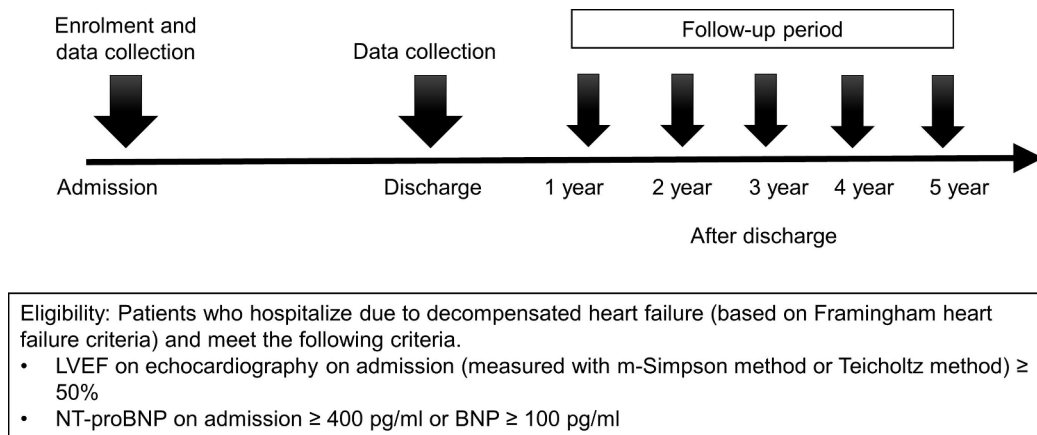 Enrolment and
data collection
Data collection
Follow-up period
Admission
Discharge
1 year
2 year
3 year
4 year
5 year
After discharge
Eligibility: Patients who hospitalize due to decompensated heart failure (based on Framingham heart
failure criteria) and meet the following criteria.
• LVEF on echocardiography on admission (measured with m-Simpson method or Teicholtz method) ≥
50%
• NT-proBNP on admission ≥ 400 pg/ml or BNP ≥ 100 pg/ml